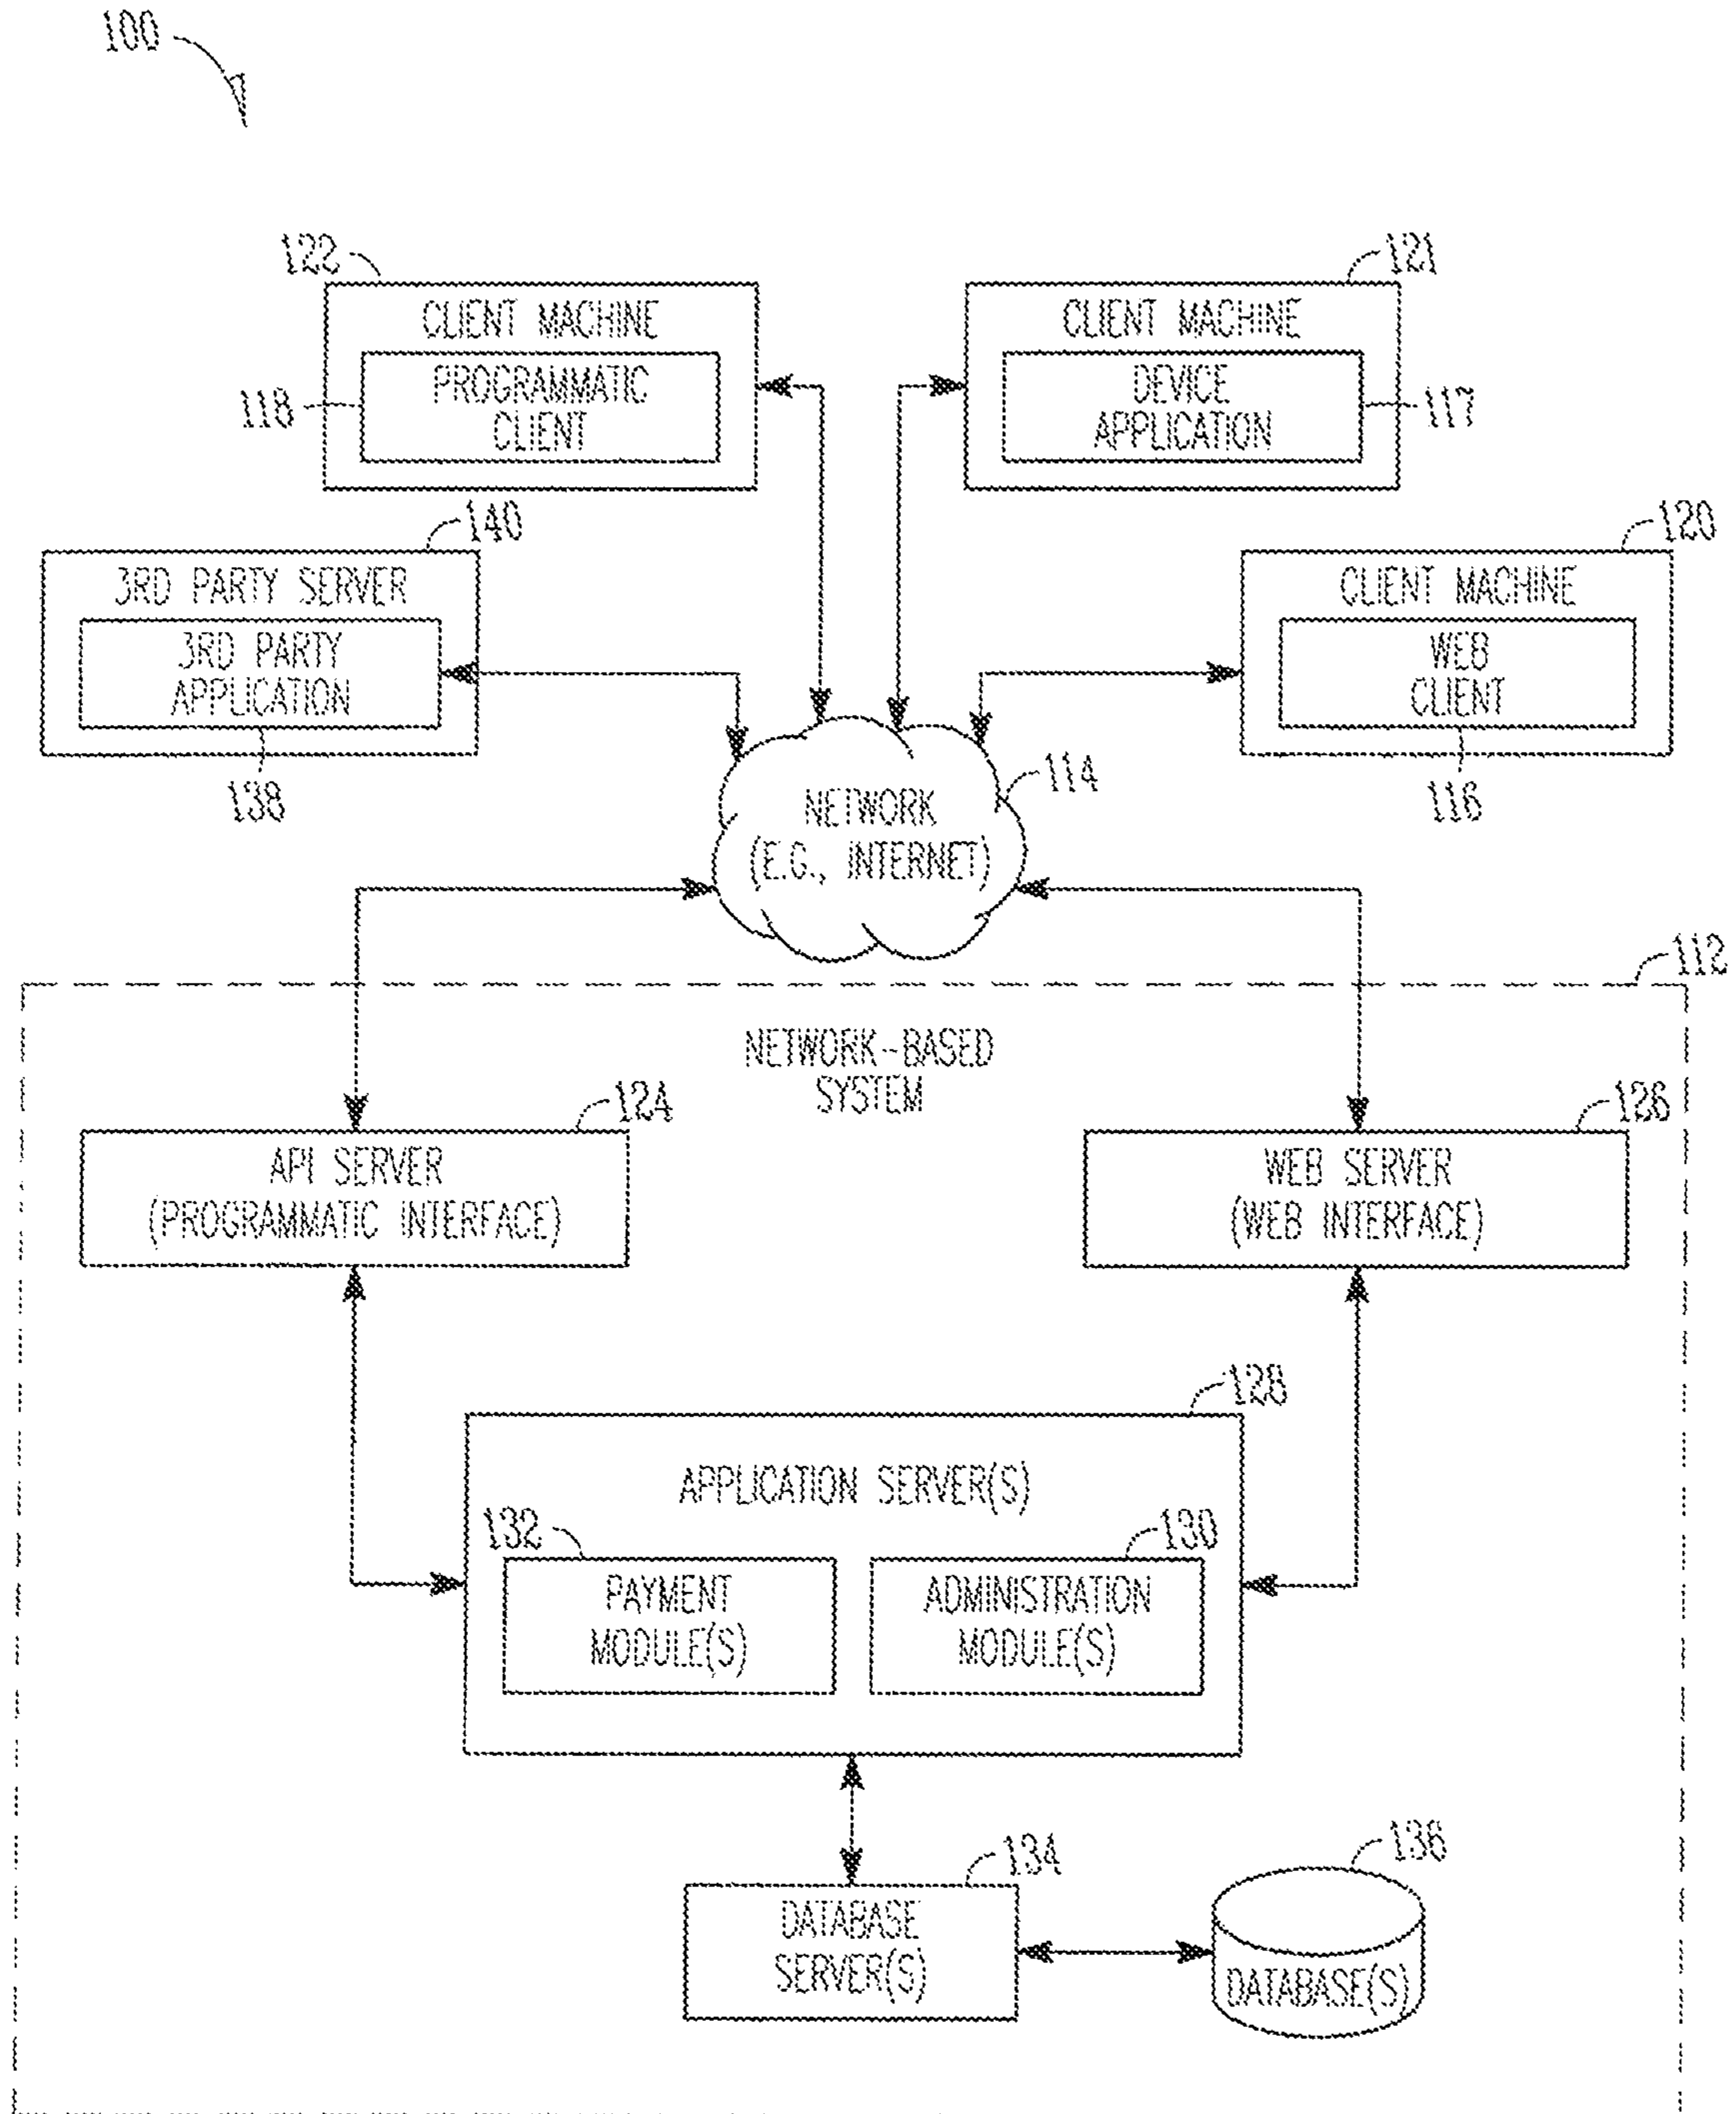 100
122
121
CLIENT MACHINE
CLIENT MACHINE
PROGRAMMATIC
CLIENT
118
DEVICE
APPLICATION
117
140
120
3RD PARTY SERVER
3RD PARTY
APPLICATION
138
CLIENT MACHINE
WEB
CLIENT
116
NETWORK
(E.G., INTERNET)
114
112
NETWORK-BASED
SYSTEM
124
126
API SERVER
(PROGRAMMATIC INTERFACE)
WEB SERVER
(WEB INTERFACE)
128
APPLICATION SERVER(S)
132
130
PAYMENT
MODULE(S)
ADMINISTRATION
MODULE(S)
134
136
DATABASE
SERVER(S)
DATABASE(S)